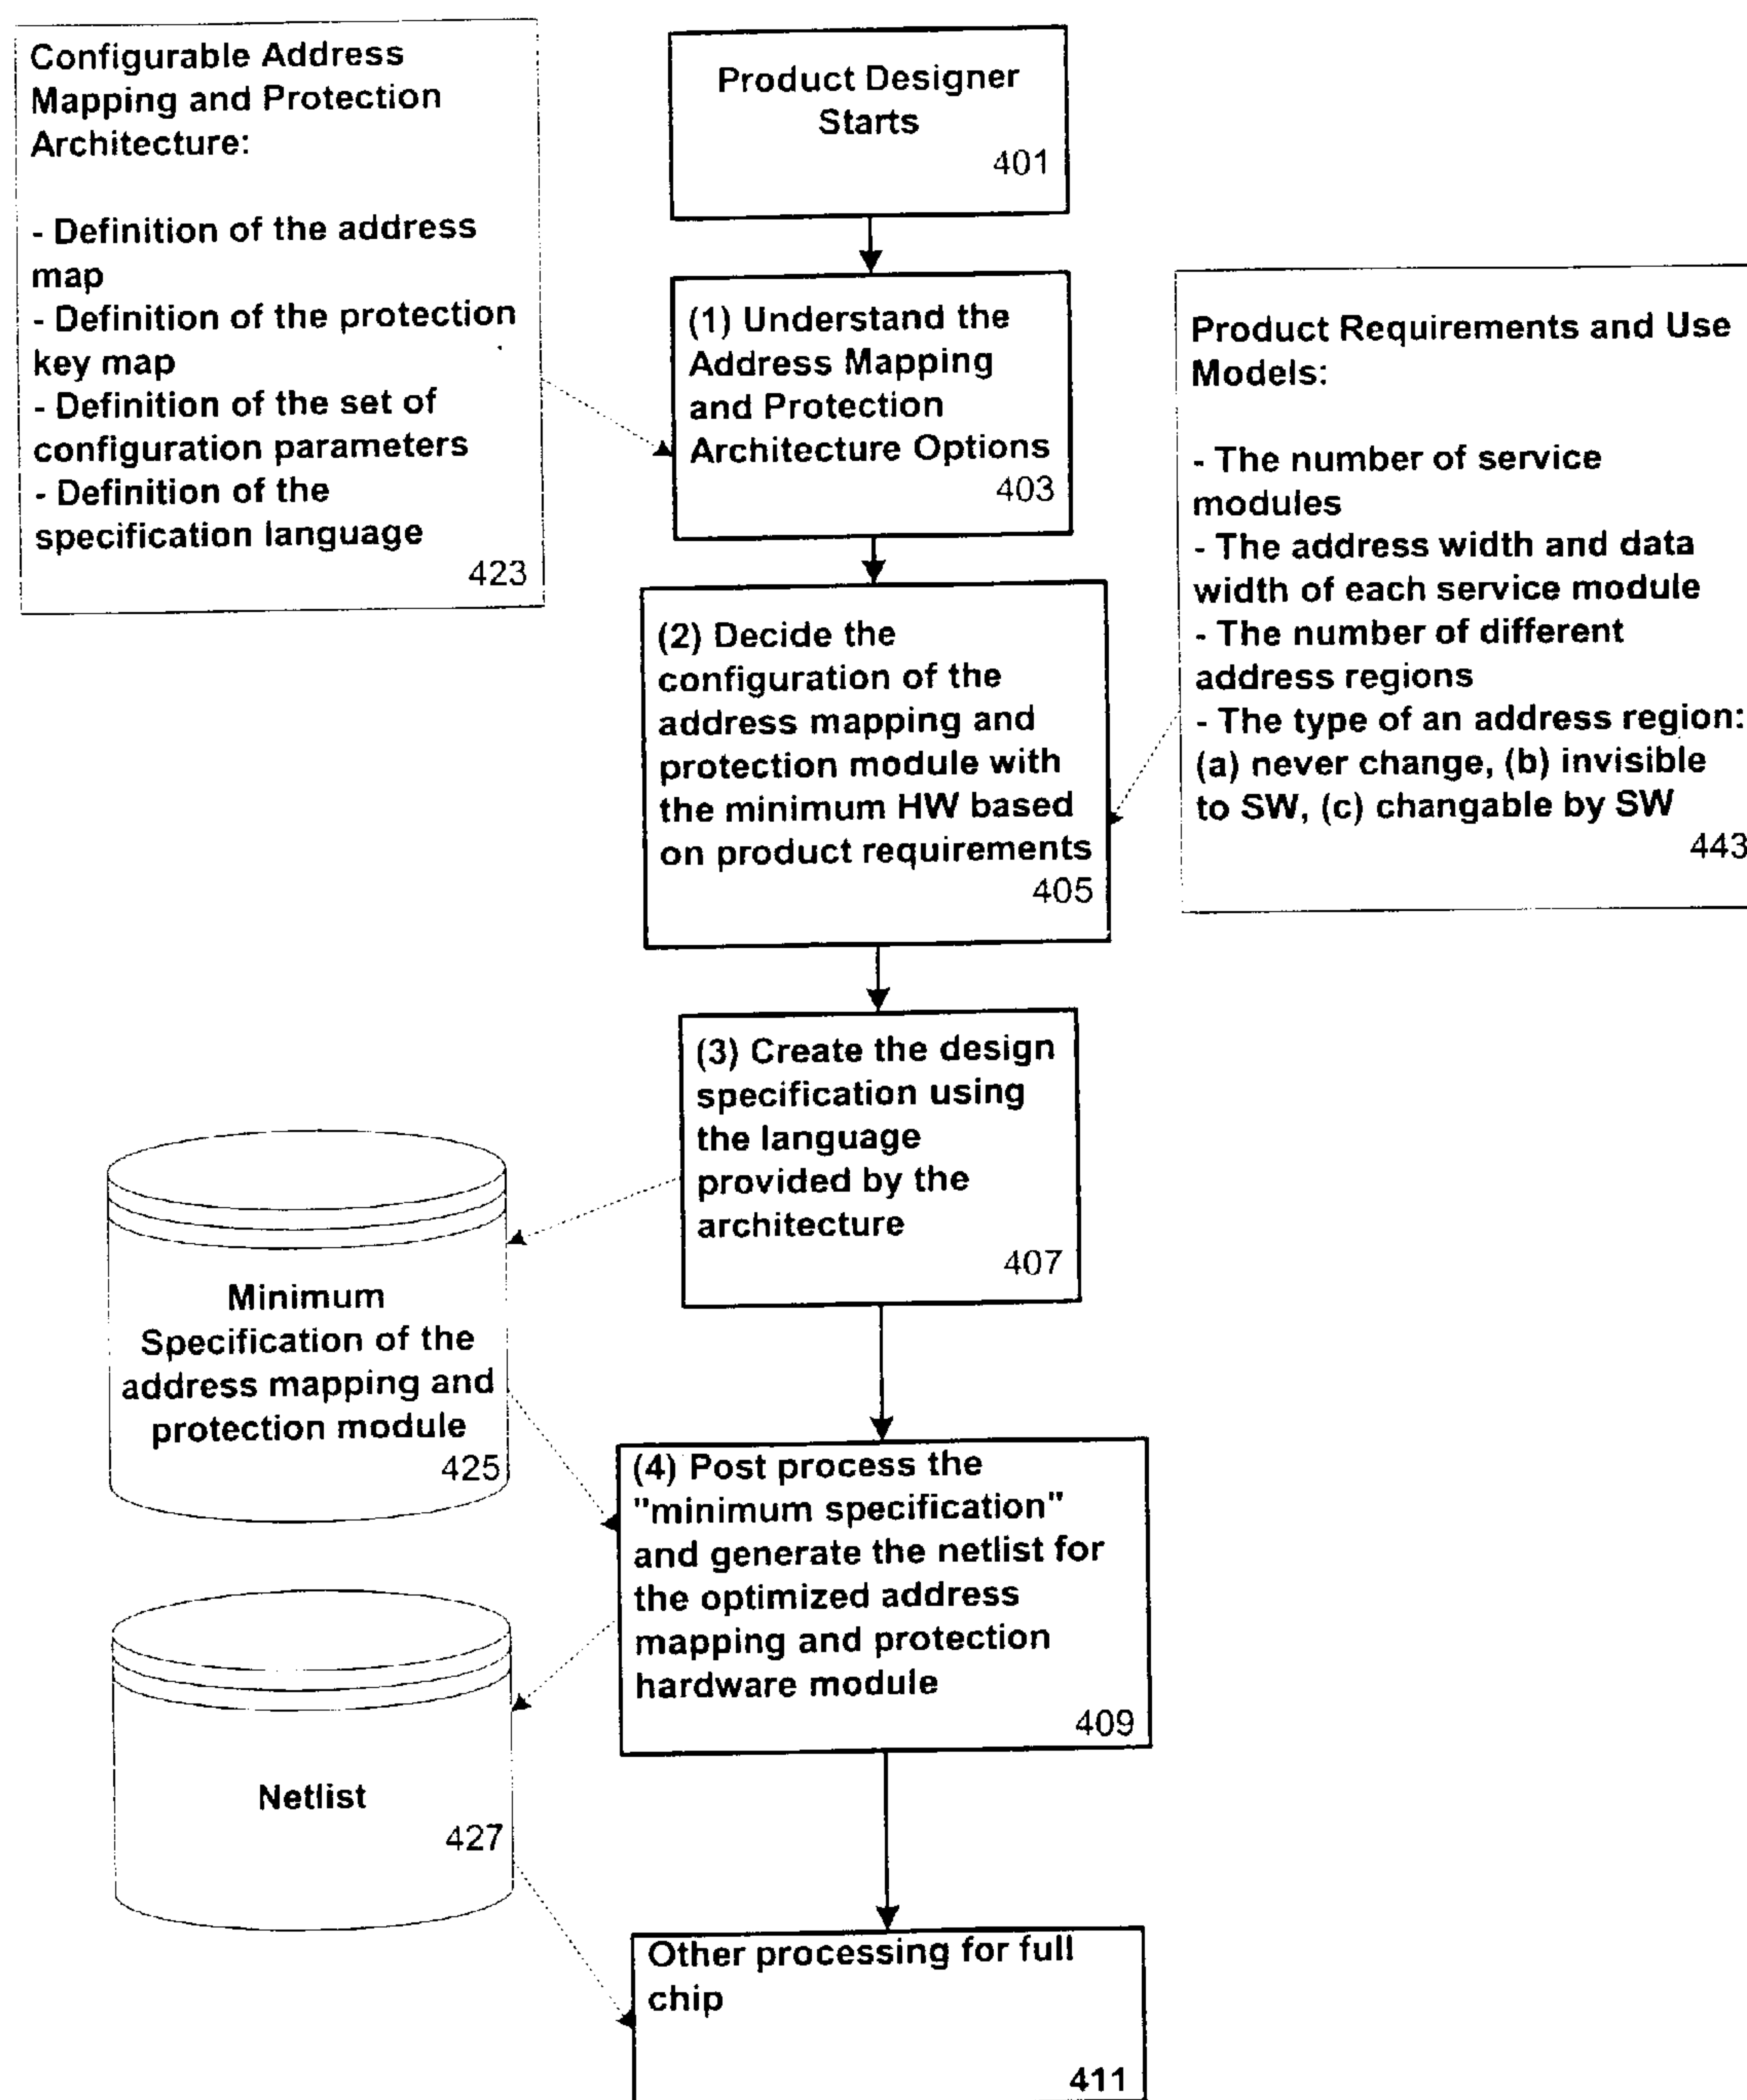 Configurable Address
Mapping and Protection
Architecture:
- Definition of the address
map
- Definition of the protection
key map
- Definition of the set of
configuration parameters
- Definition of the
specification language
423
Product Designer
Starts
401
(1) Understand the
Address Mapping
and Protection
Architecture Options
403
Product Requirements and Use
Models:
- The number of service
modules
- The address width and data
width of each service module
- The number of different
address regions
- The type of an address region:
(a) never change, (b) invisible
to SW, (c) changable by SW
443
(2) Decide the
configuration of the
address mapping and
protection module with
the minimum HW based
on product requirements
405
(3) Create the design
specification using
the language
provided by the
architecture
407
Minimum
Specification of the
address mapping and
protection module
425
(4) Post process the
"minimum specification"
and generate the netlist for
the optimized address
mapping and protection
hardware module
409
Netlist
427
Other processing for full
chip
411